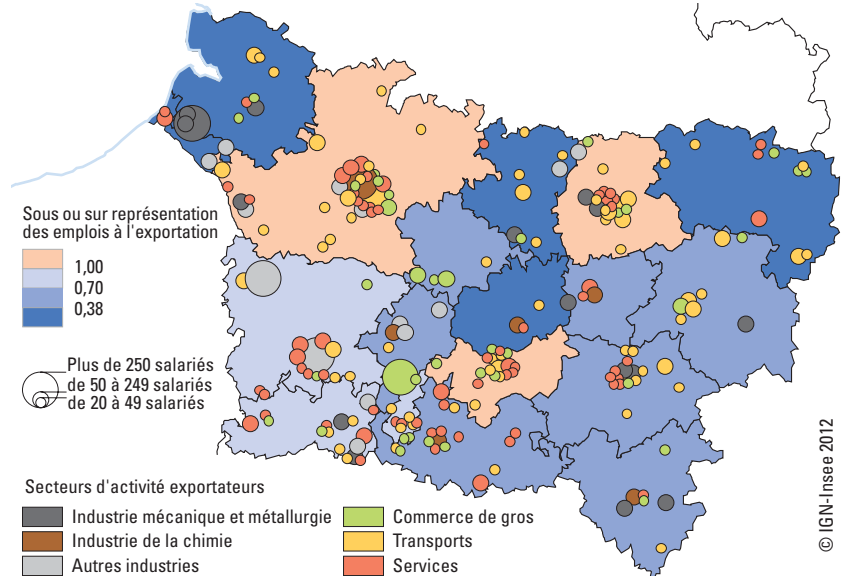 Sous ou sur représentation
des emplois à l'exportation
1,00
0,70
0,38
Plus de 250 salariés
de 50 à 249 salariés
de 20 à 49 salariés
Secteurs d'activité exportateurs
Industrie mécanique et métallurgie
Industrie de la chimie
Autres industries
Commerce de gros
Transports
Services
© IGN-Insee 2012